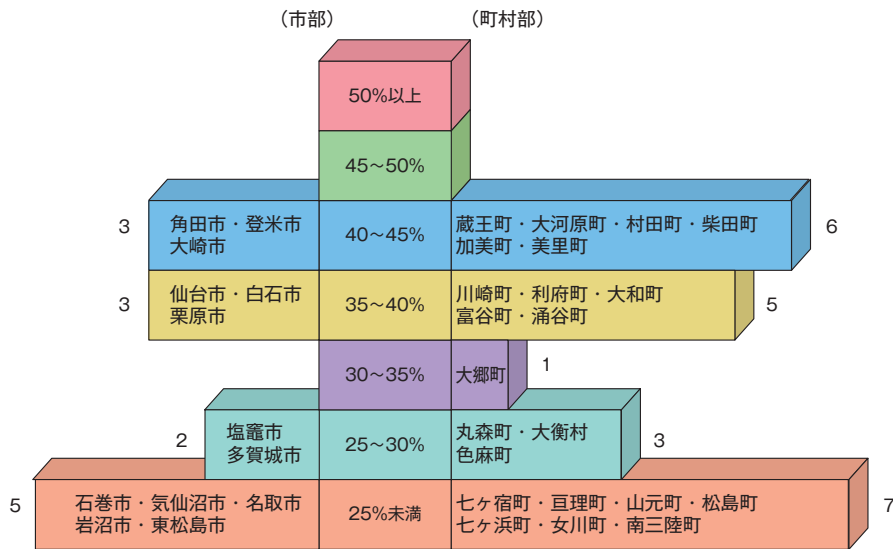 （市部）
（町村部）
50%以上
45～50%
3
角田市・登米市
大崎市
40～45%
蔵王町・大河原町・村田町・柴田町
加美町・美里町
6
3
仙台市・白石市
栗原市
35～40%
川崎町・利府町・大和町
富谷町・涌谷町
5
30～35%
大郷町
1
2
塩竈市
多賀城市
25～30%
丸森町・大衡村
色麻町
3
5
石巻市・気仙沼市・名取市
岩沼市・東松島市
25%未満
七ヶ宿町・亘理町・山元町・松島町
七ヶ浜町・女川町・南三陸町
7